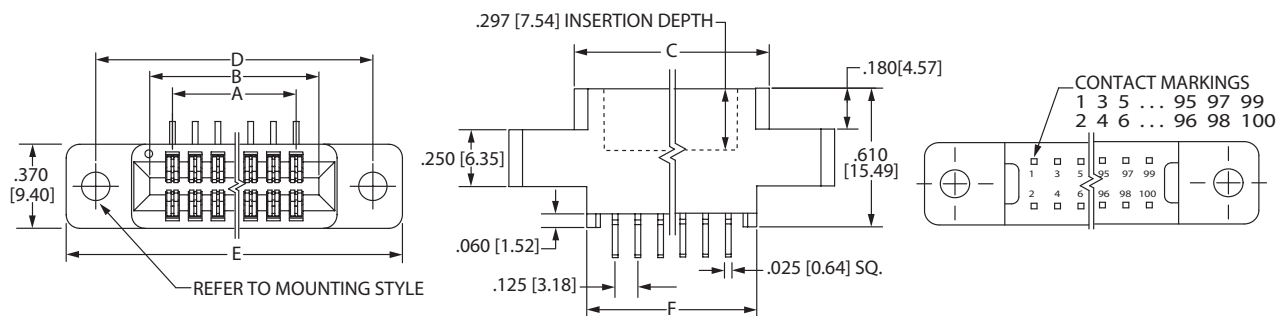 D
B
A
.370
[9.40]
E
REFER TO MOUNTING STYLE
.297 [7.54] INSERTION DEPTH
C
.180[4.57]
.250 [6.35]
.610
[15.49]
.060 [1.52]
.025 [0.64] SQ.
.125 [3.18]
F
CONTACT MARKINGS
1 3 5 ... 95 97 99
2 4 6 ... 96 98 100
1 3 5 95 97 99
2 4 6 96 98 100